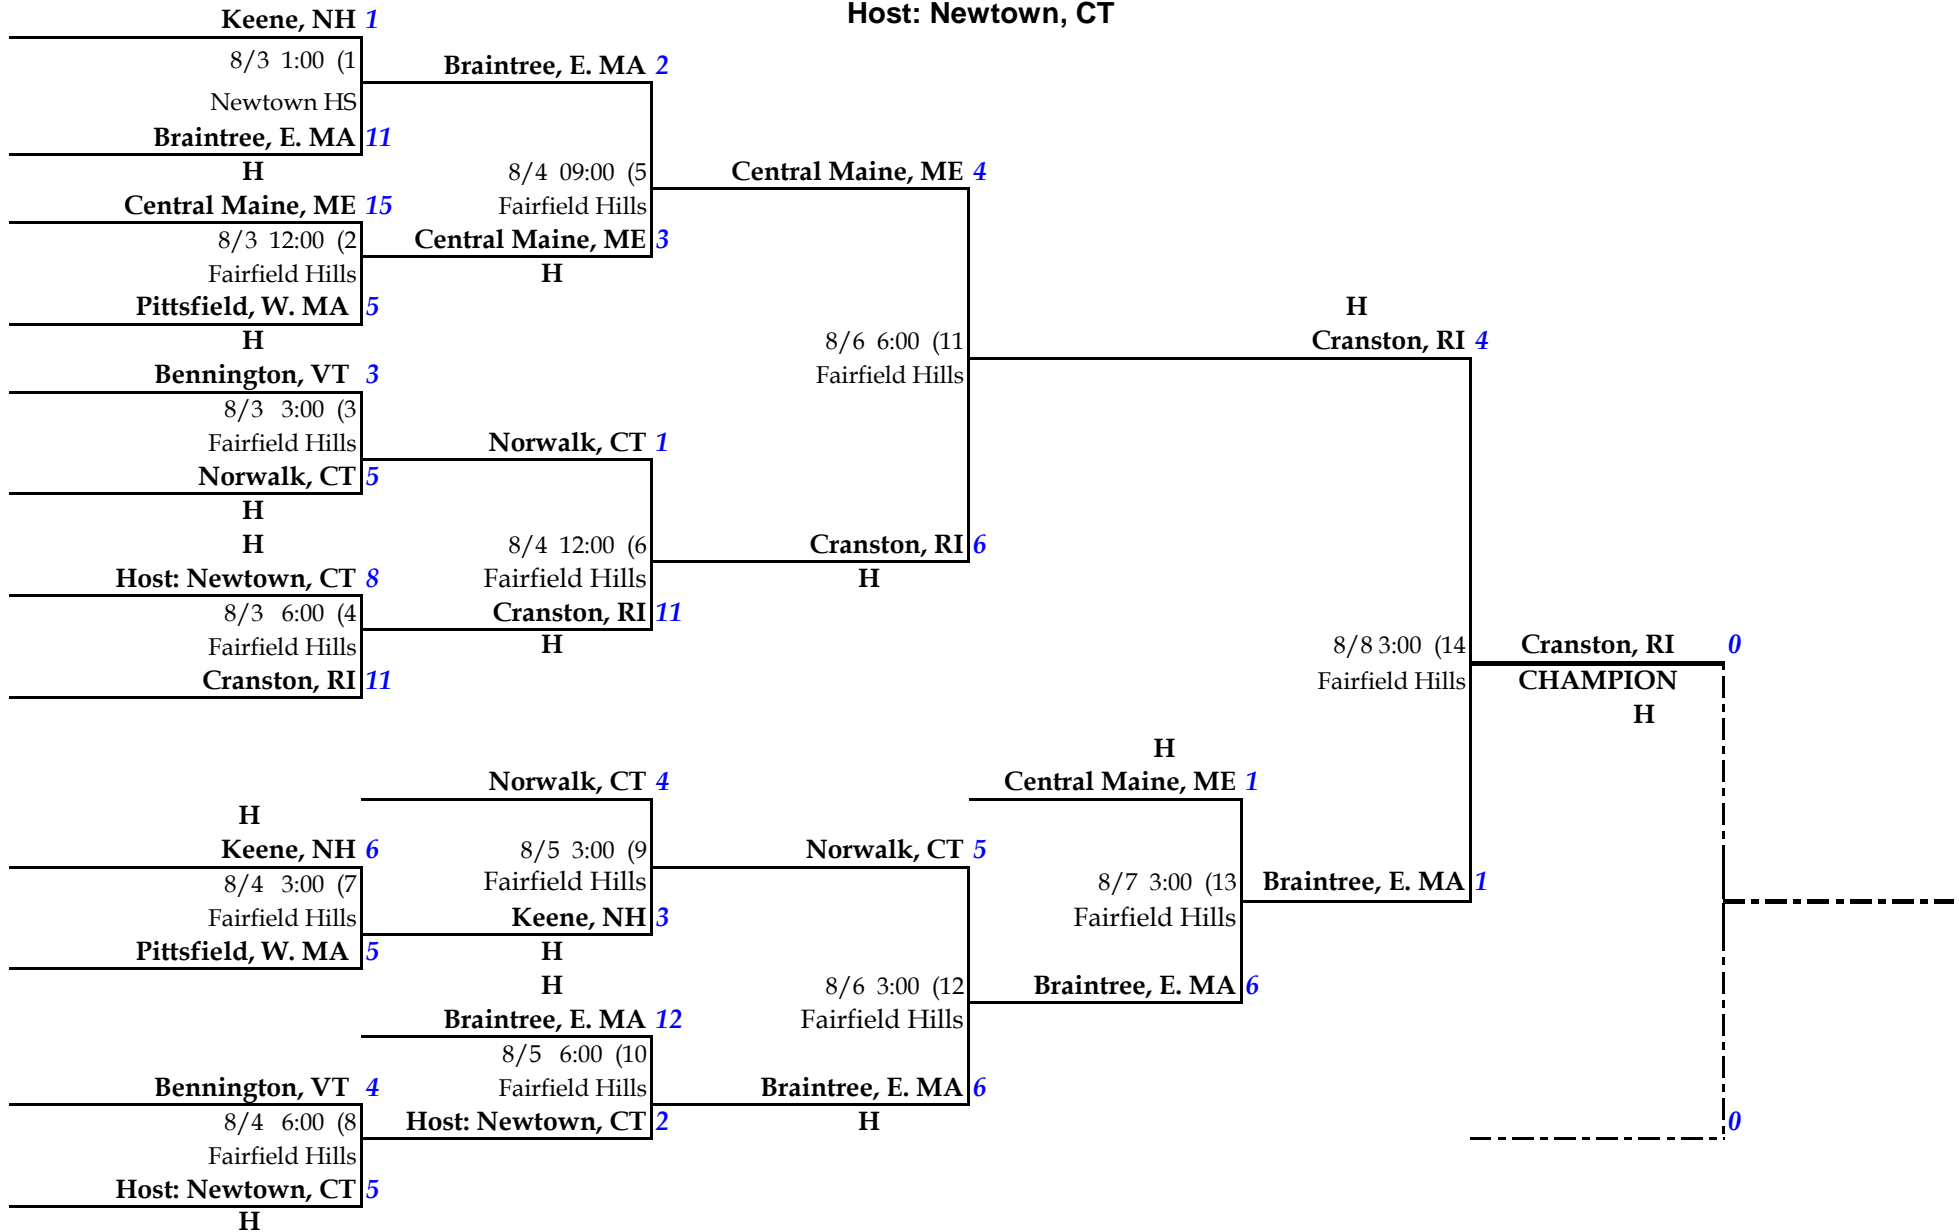 Host: Newtown, CT
Keene, NH 1
8/3 1:00 (1
Newtown HS
Braintree, E. MA 11
H
Central Maine, ME 15
8/3 12:00 (2
Fairfield Hills
Pittsfield, W. MA 5
H
Bennington, VT 3
8/3 3:00 (3
Fairfield Hills
Norwalk, CT 5
H
H
Host: Newtown, CT 8
8/3 6:00 (4
Fairfield Hills
Cranston, RI 11
H
Keene, NH 6
8/4 3:00 (7
Fairfield Hills
Pittsfield, W. MA 5
Bennington, VT 4
8/4 6:00 (8
Fairfield Hills
Host: Newtown, CT 5
H
Braintree, E. MA 2
8/4 09:00 (5
Fairfield Hills
Central Maine, ME 3
H
Norwalk, CT 1
8/4 12:00 (6
Fairfield Hills
Cranston, RI 11
H
Norwalk, CT 4
8/5 3:00 (9
Fairfield Hills
Keene, NH 3
H
H
Braintree, E. MA 12
8/5 6:00 (10
Fairfield Hills
Host: Newtown, CT 2
Central Maine, ME 4
8/6 6:00 (11
Fairfield Hills
Cranston, RI 6
H
Norwalk, CT 5
8/6 3:00 (12
Fairfield Hills
Braintree, E. MA 6
H
H
Central Maine, ME 1
8/7 3:00 (13
Fairfield Hills
Braintree, E. MA 6
H
Cranston, RI 4
8/8 3:00 (14
Fairfield Hills
Braintree, E. MA 1
Cranston, RI 0
CHAMPION
H
0